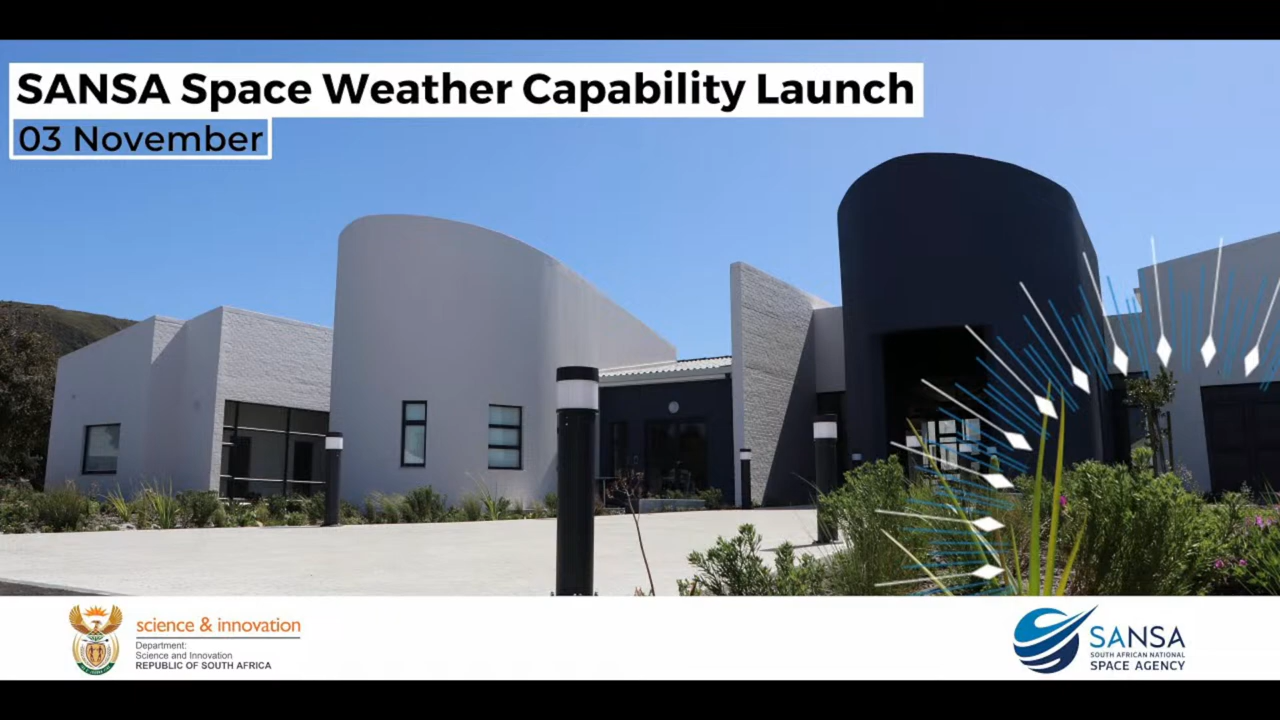 SANSA Space Weather Capability Launch
03 November
science & innovation
Department:
Science and Innovation
REPUBLIC OF SOUTH AFRICA
SANSA
SOUTH AFRICAN NATIONAL
SPACE AGENCY